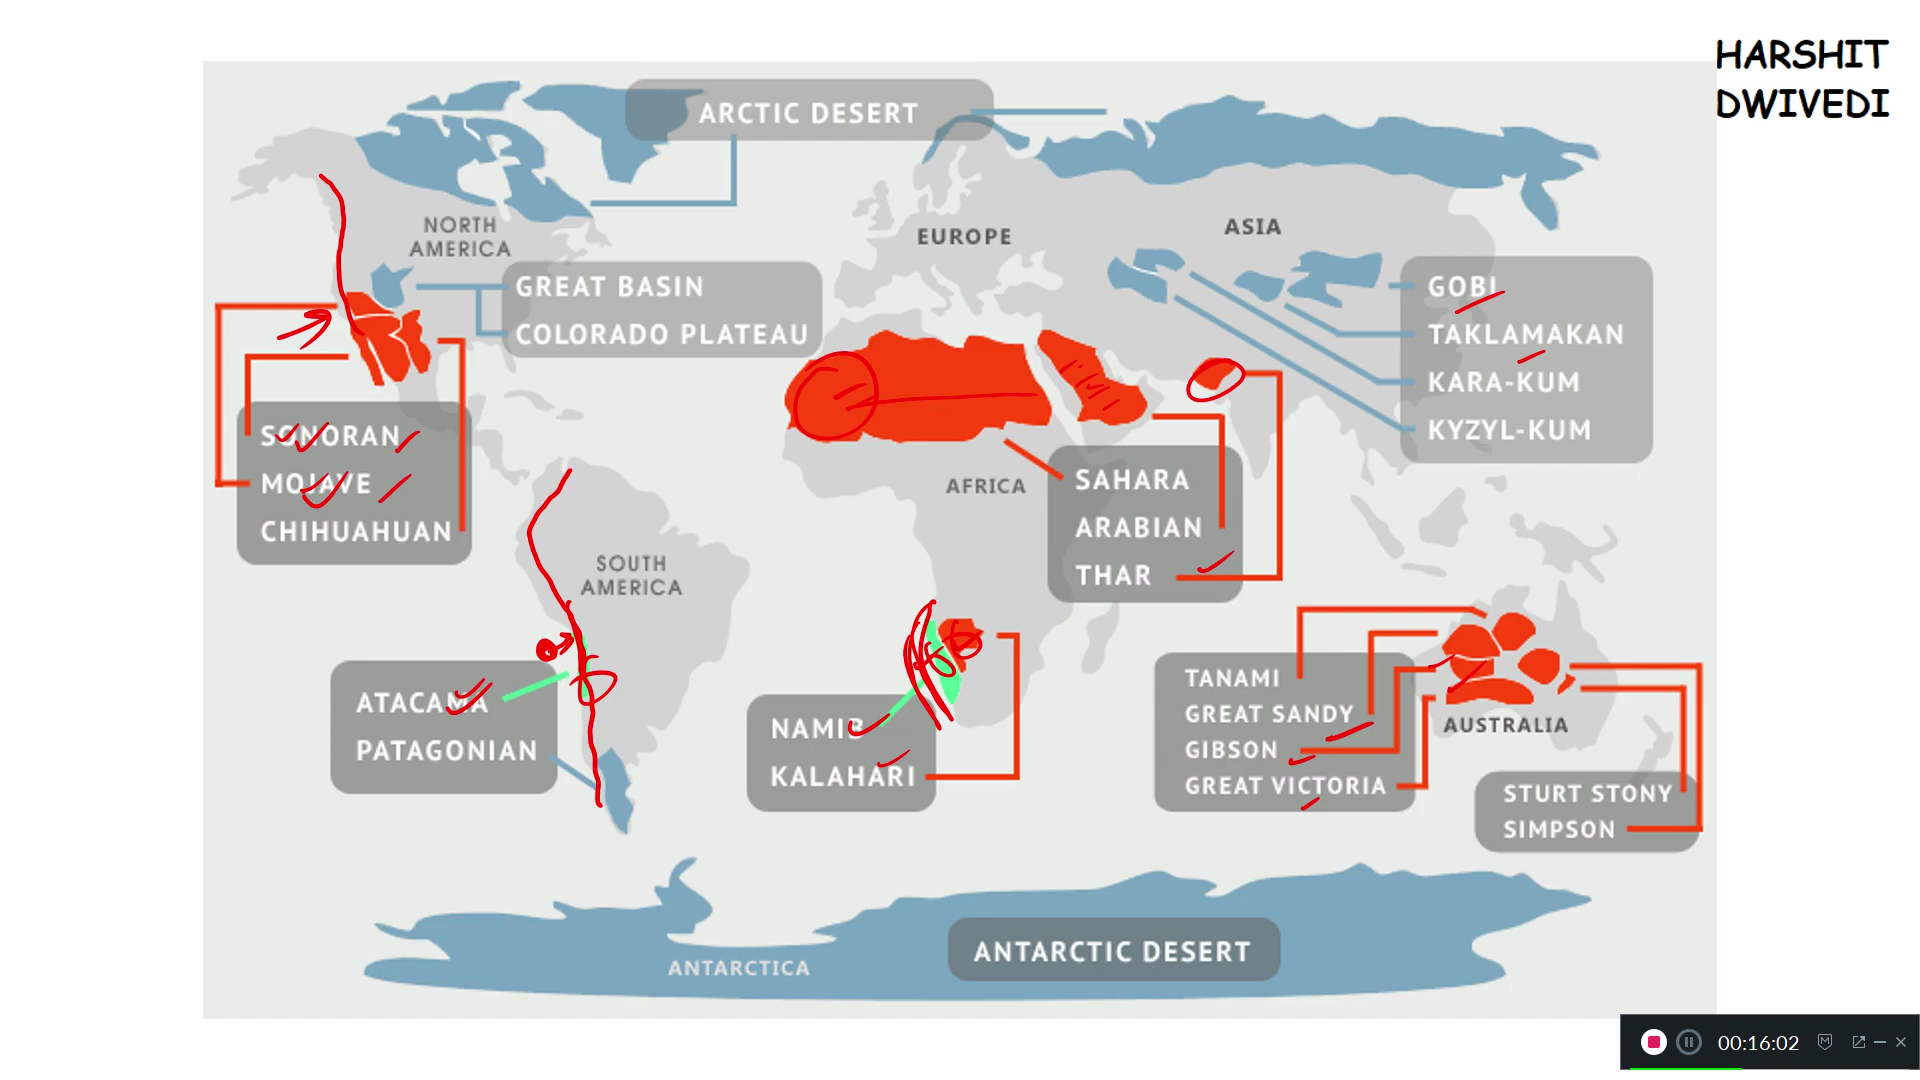 HARSHIT
DWIVEDI
ARCTIC DESERT
NORTH
AMERICA
EUROPE
ASIA
GREAT BASIN
COLORADO PLATEAU
GOBI
TAKLAMAKAN
KARA-KUM
KYZYL-KUM
SONORAN
MOJAVE
CHIHUAHUAN
AFRICA
SAHARA
ARABIAN
THAR
SOUTH
AMERICA
ATACAMA
PATAGONIAN
NAMIB
KALAHARI
TANAMI
GREAT SANDY
GIBSON
GREAT VICTORIA
AUSTRALIA
STURT STONY
SIMPSON
ANTARCTICA
ANTARCTIC DESERT
00:16:02